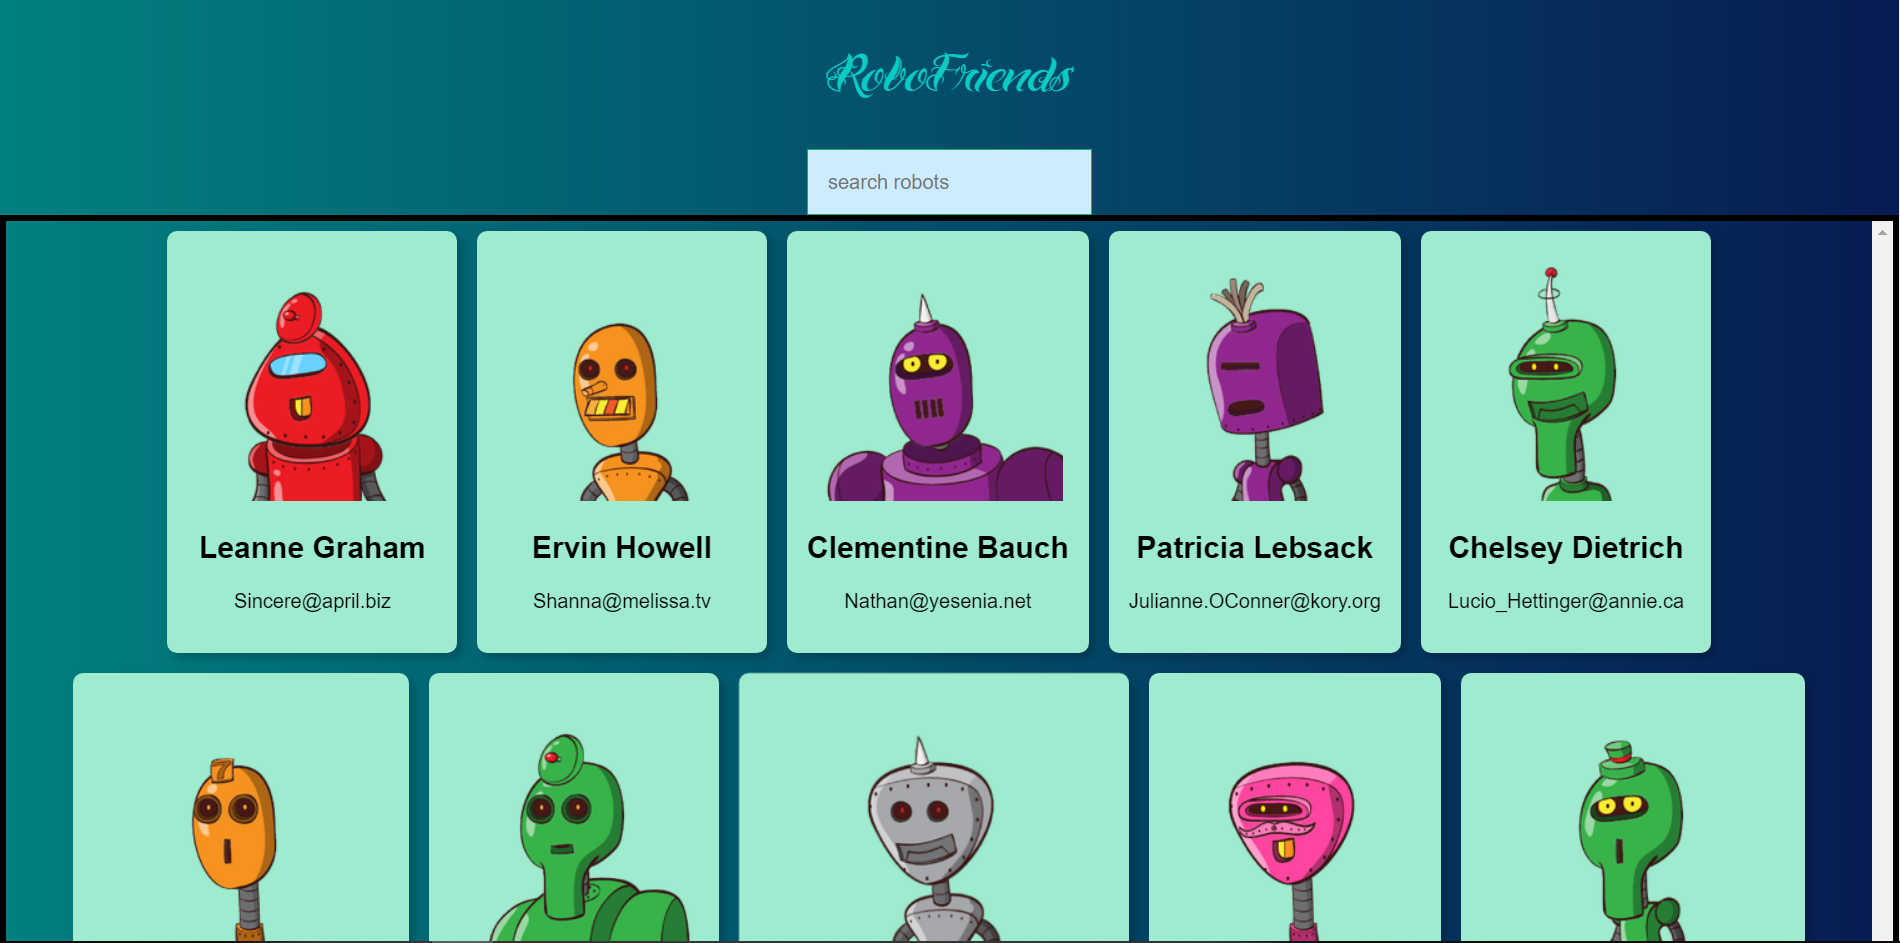 RoboFriends
search robots
Leanne Graham
Ervin Howell
Clementine Bauch
Patricia Lebsack
Chelsey Dietrich
Sincere@april.biz
Shanna@melissa.tv
Nathan@yesenia.net
Julianne.OConner@kory.org
Lucio_Hettinger@annie.ca
7